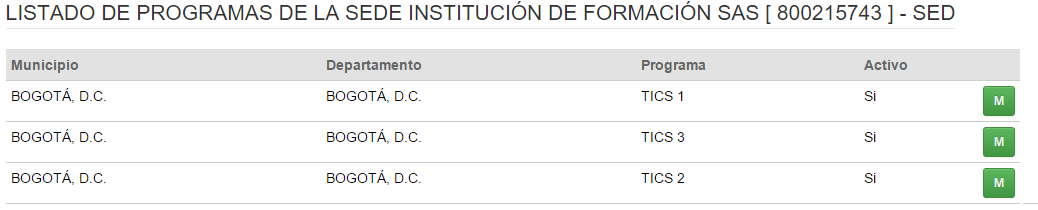 LISTADO DE PROGRAMAS DE LA SEDE INSTITUCIÓN DE FORMACIÓN SAS [ 800215743 ] - SED
Municipio Departamento Programa Activo
BOGOTÁ, D.C. BOGOTÁ, D.C. TICS 1 Si M
BOGOTÁ, D.C. BOGOTÁ, D.C. TICS 3 Si M
BOGOTÁ, D.C. BOGOTÁ, D.C. TICS 2 Si M